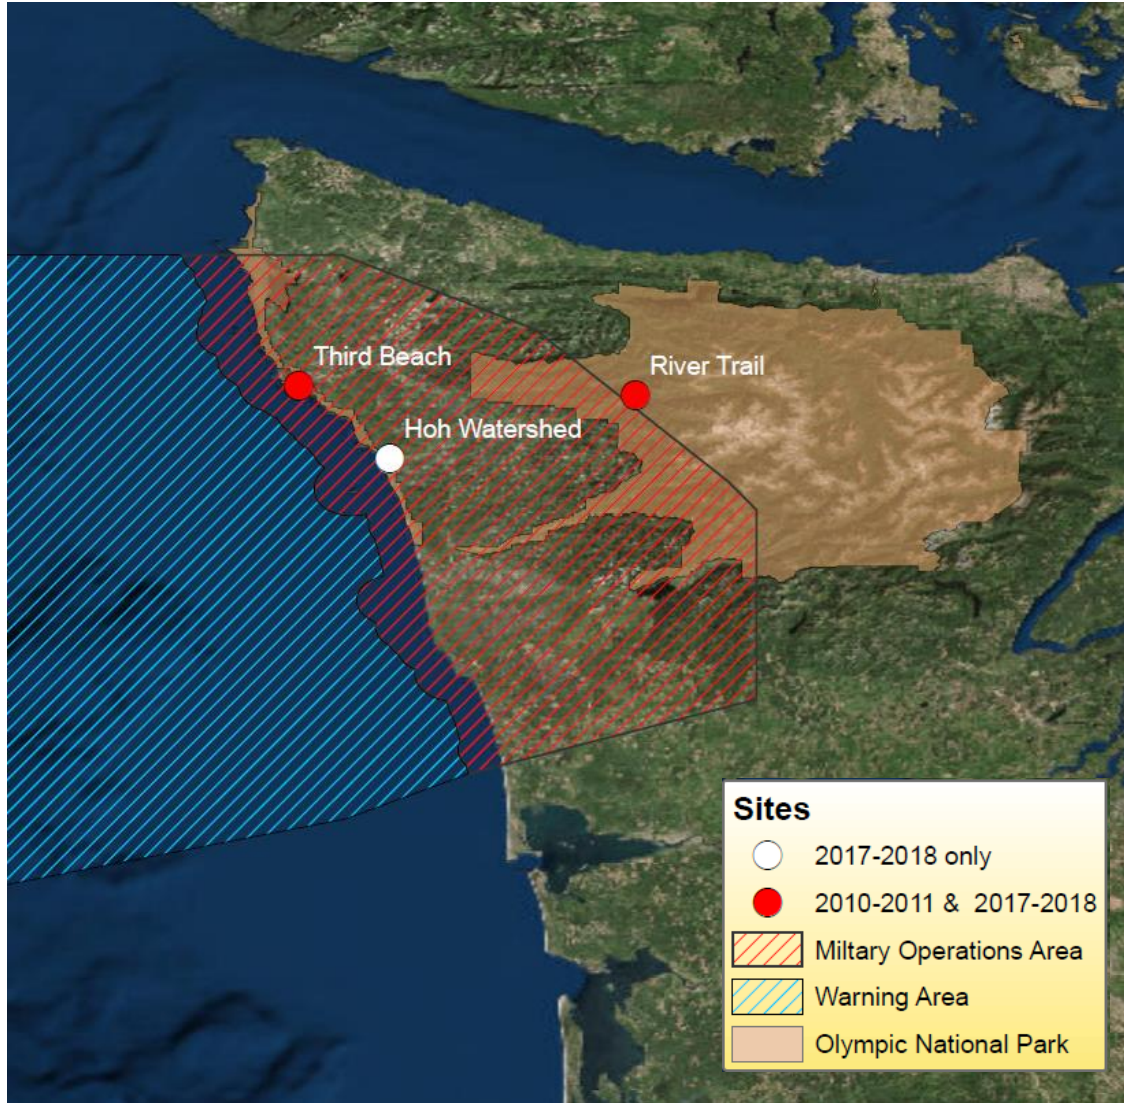 Third Beach
River Trail
Hoh Watershed
Sites
2017-2018 only
2010-2011 & 2017-2018
Miltary Operations Area
Warning Area
Olympic National Park